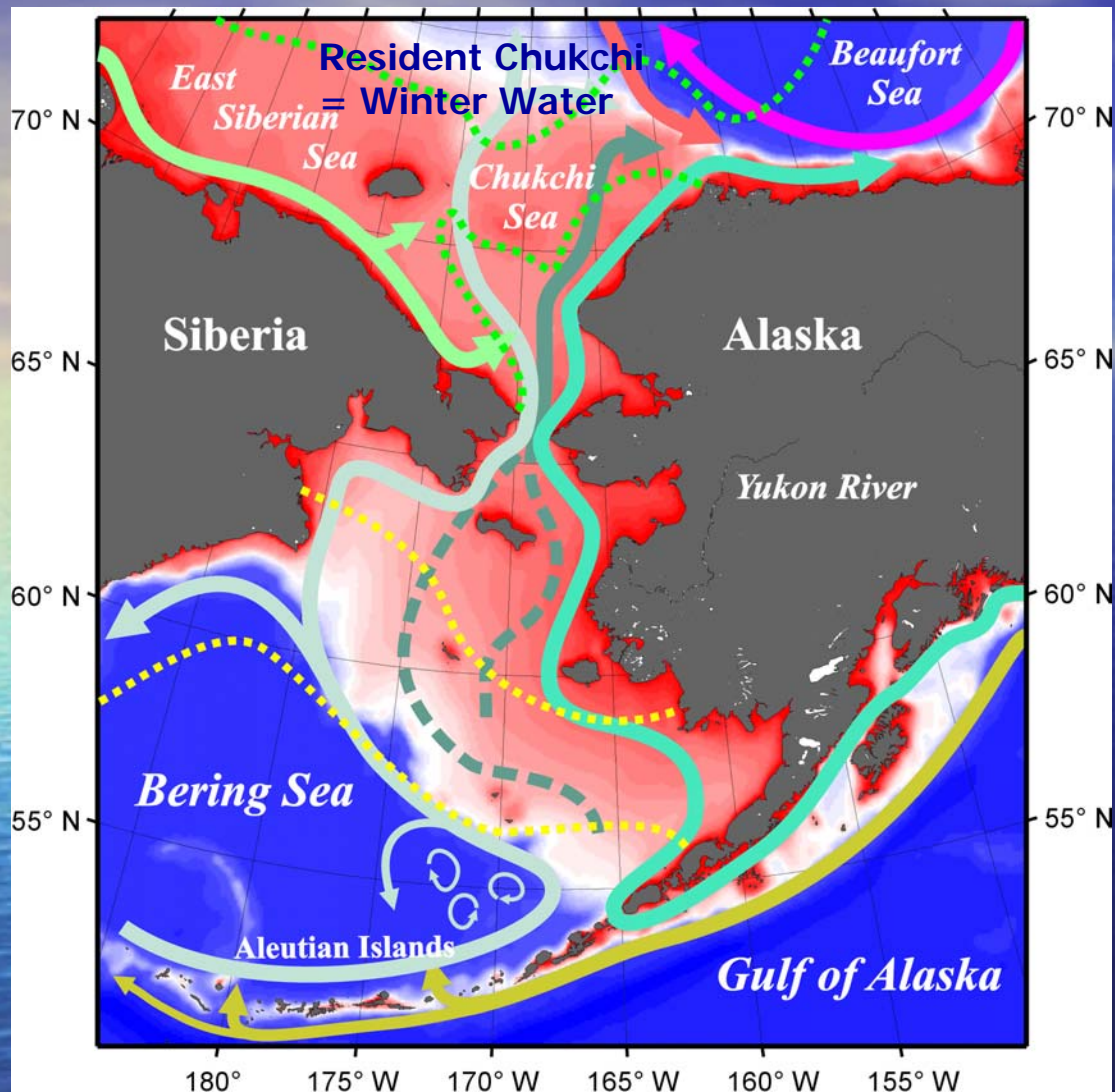 Resident Chukchi
= Winter Water
East
Siberian
Sea
Beaufort
Sea
Chukchi
Sea
70° N
70° N
Siberia
Alaska
65° N
65° N
Yukon River
60° N
60° N
Bering Sea
55° N
55° N
Aleutian Islands
Gulf of Alaska
180°
175° W
170° W
165° W
160° W
155° W